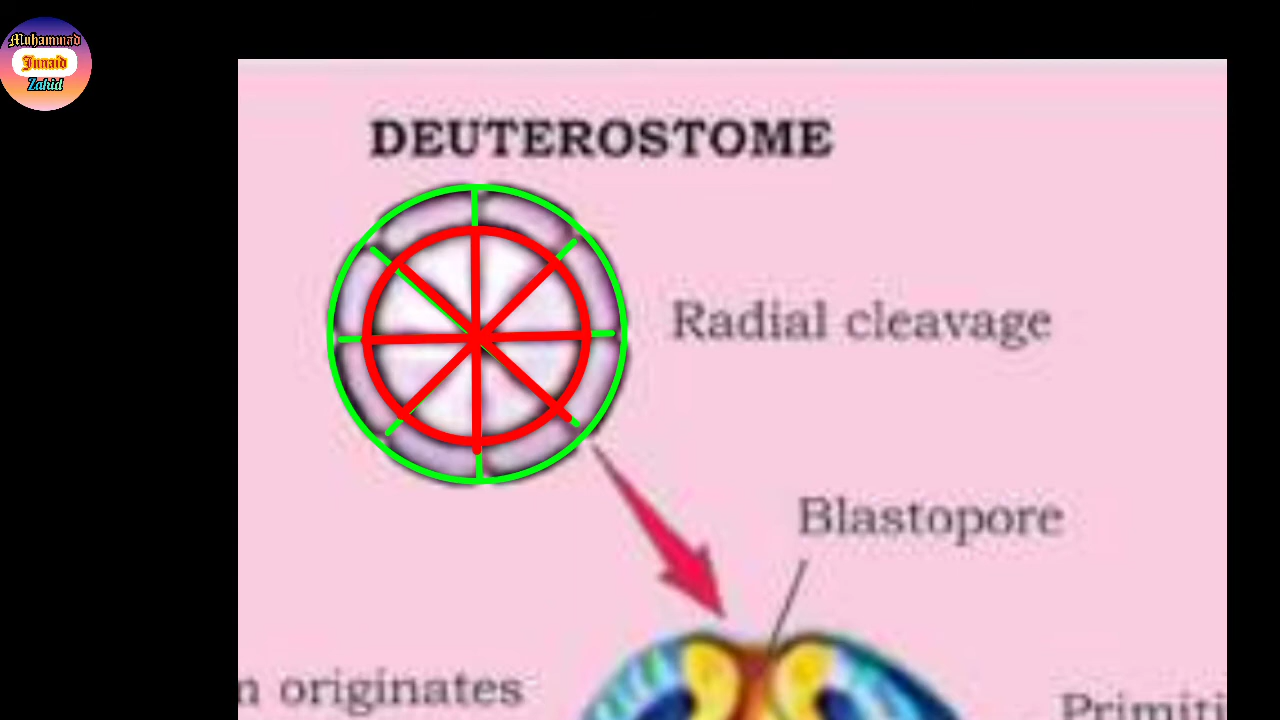 Muhammad
Junaid
Zahid
DEUTEROSTOME
Radial cleavage
Blastopore
originates